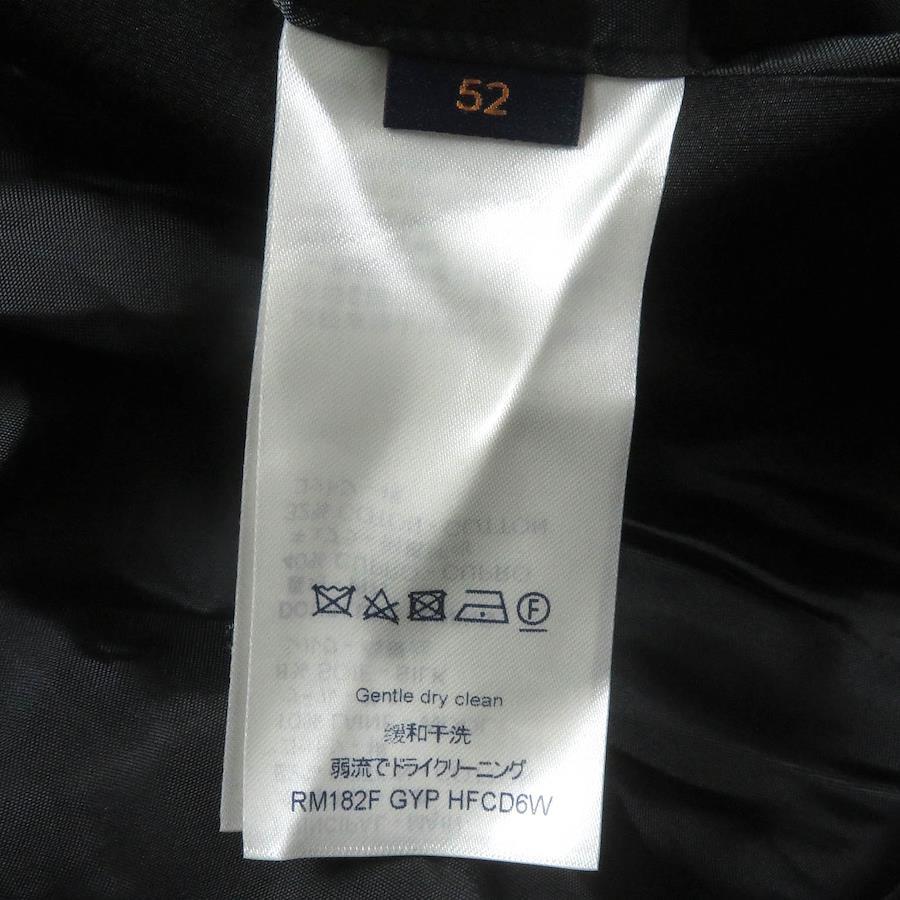 52
F
Gentle dry clean
缓和干洗
弱流でドライクリーニング
RM182F GYP HFCD6W